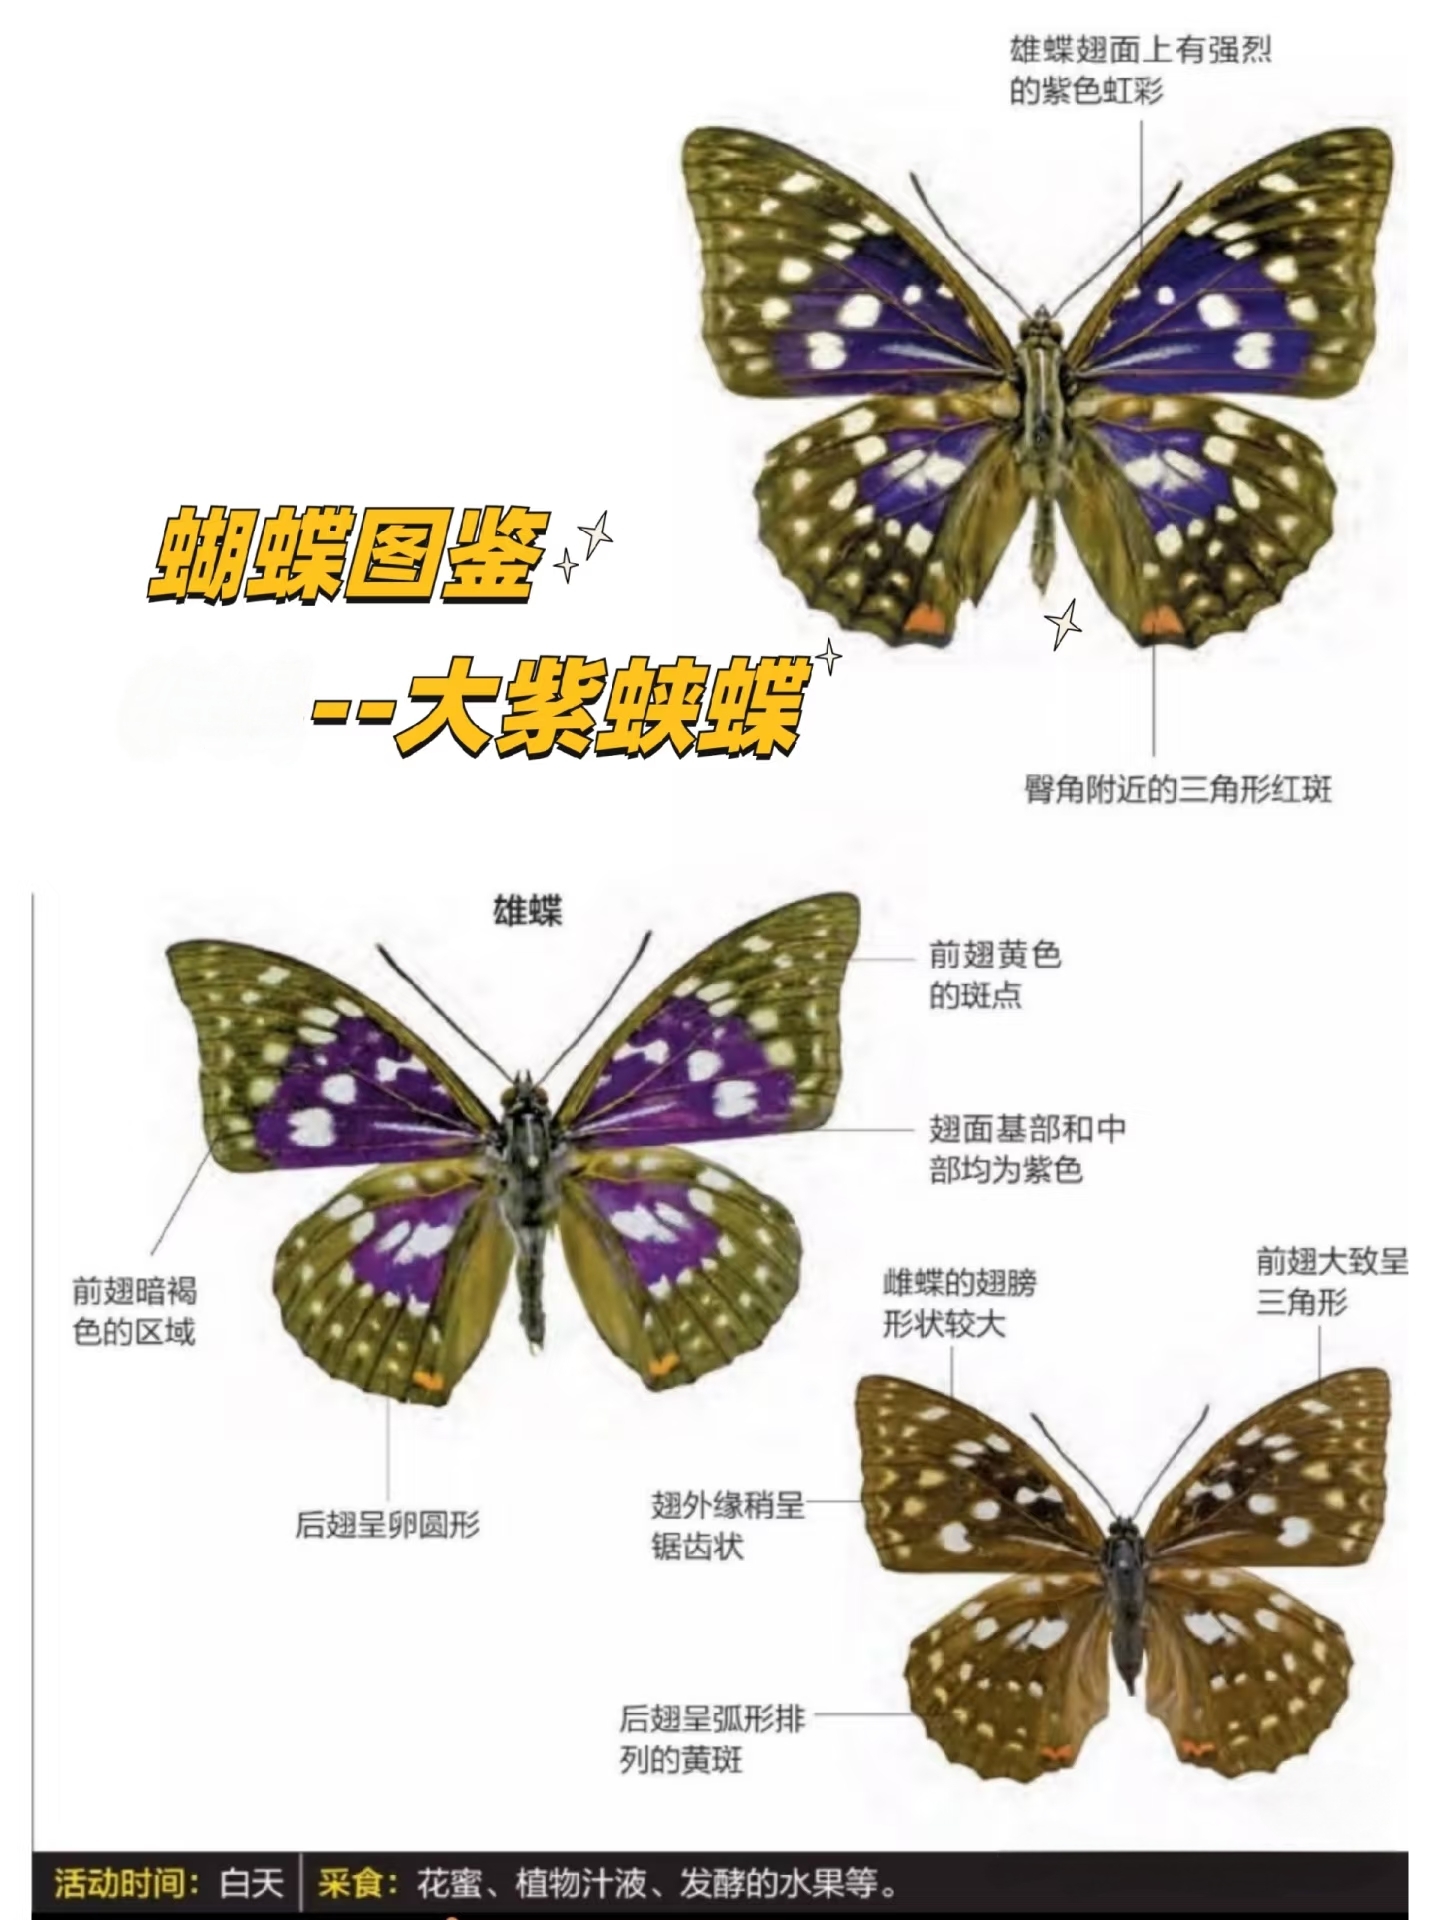 雄蝶翅面上有强烈
的紫色虹彩
蝴蝶图鉴
--大紫蛱蝶
臀角附近的三角形红斑
雄蝶
前翅黄色
的斑点
翅面基部和中
部均为紫色
前翅暗褐
色的区域
雌蝶的翅膀
形状较大
前翅大致呈
三角形
后翅呈卵圆形
翅外缘稍呈
锯齿状
后翅呈弧形排
列的黄斑
活动时间：白天 采食：花蜜、植物汁液、发酵的水果等。